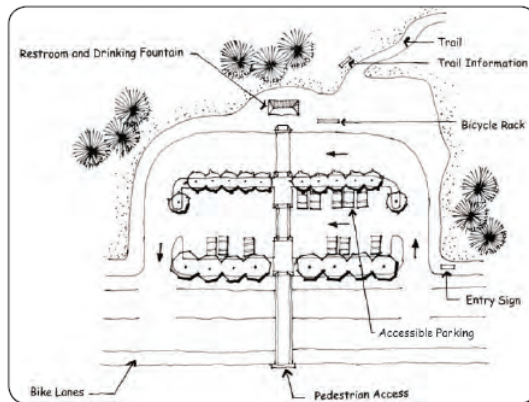 Trail
Restroom and Drinking Fountain
Trail Information
Bicycle Rack
Entry Sign
Accessible Parking
Bike Lanes
Pedestrian Access